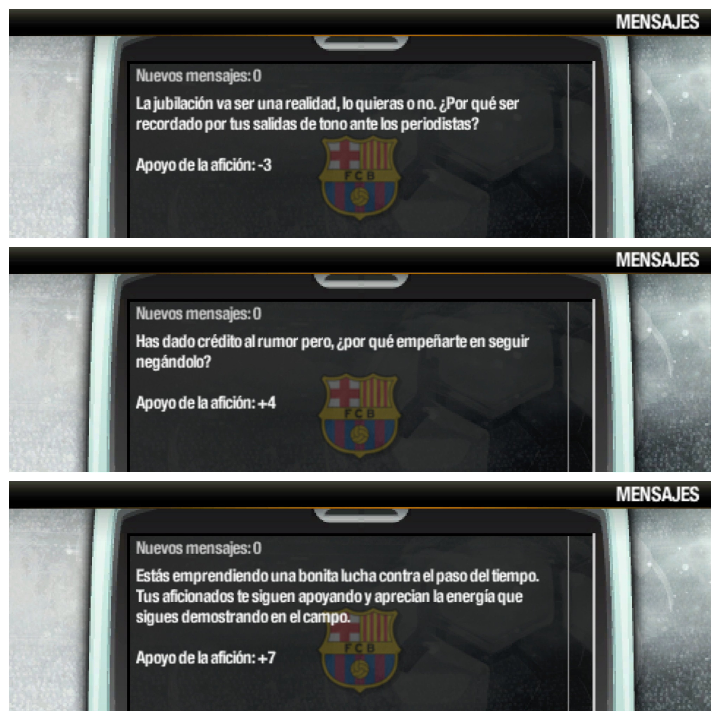 MENSAJES
Nuevos mensajes: 0
La jubilación va ser una realidad, lo quieras o no. ¿Por qué ser
recordado por tus salidas de tono ante los periodistas?
Apoyo de la afición: -3
FCB
MENSAJES
Nuevos mensajes: 0
Has dado crédito al rumor pero, ¿por qué empeñarte en seguir
negándolo?
Apoyo de la afición: +4
FCB
MENSAJES
Nuevos mensajes: 0
Estás emprendiendo una bonita lucha contra el paso del tiempo.
Tus aficionados te siguen apoyando y aprecian la energía que
sigues demostrando en el campo.
Apoyo de la afición: +7
FCB